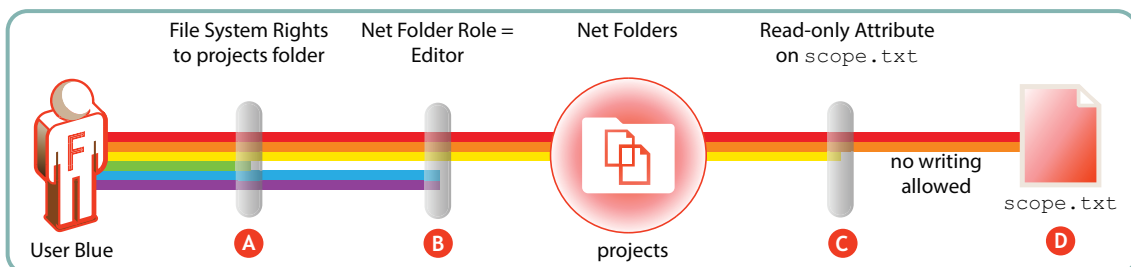 File System Rights
to projects folder
Net Folder Role =
Editor
Net Folders
Read-only Attribute
on scope.txt
F
no writing
allowed
scope.txt
User Blue
A
B
projects
C
D